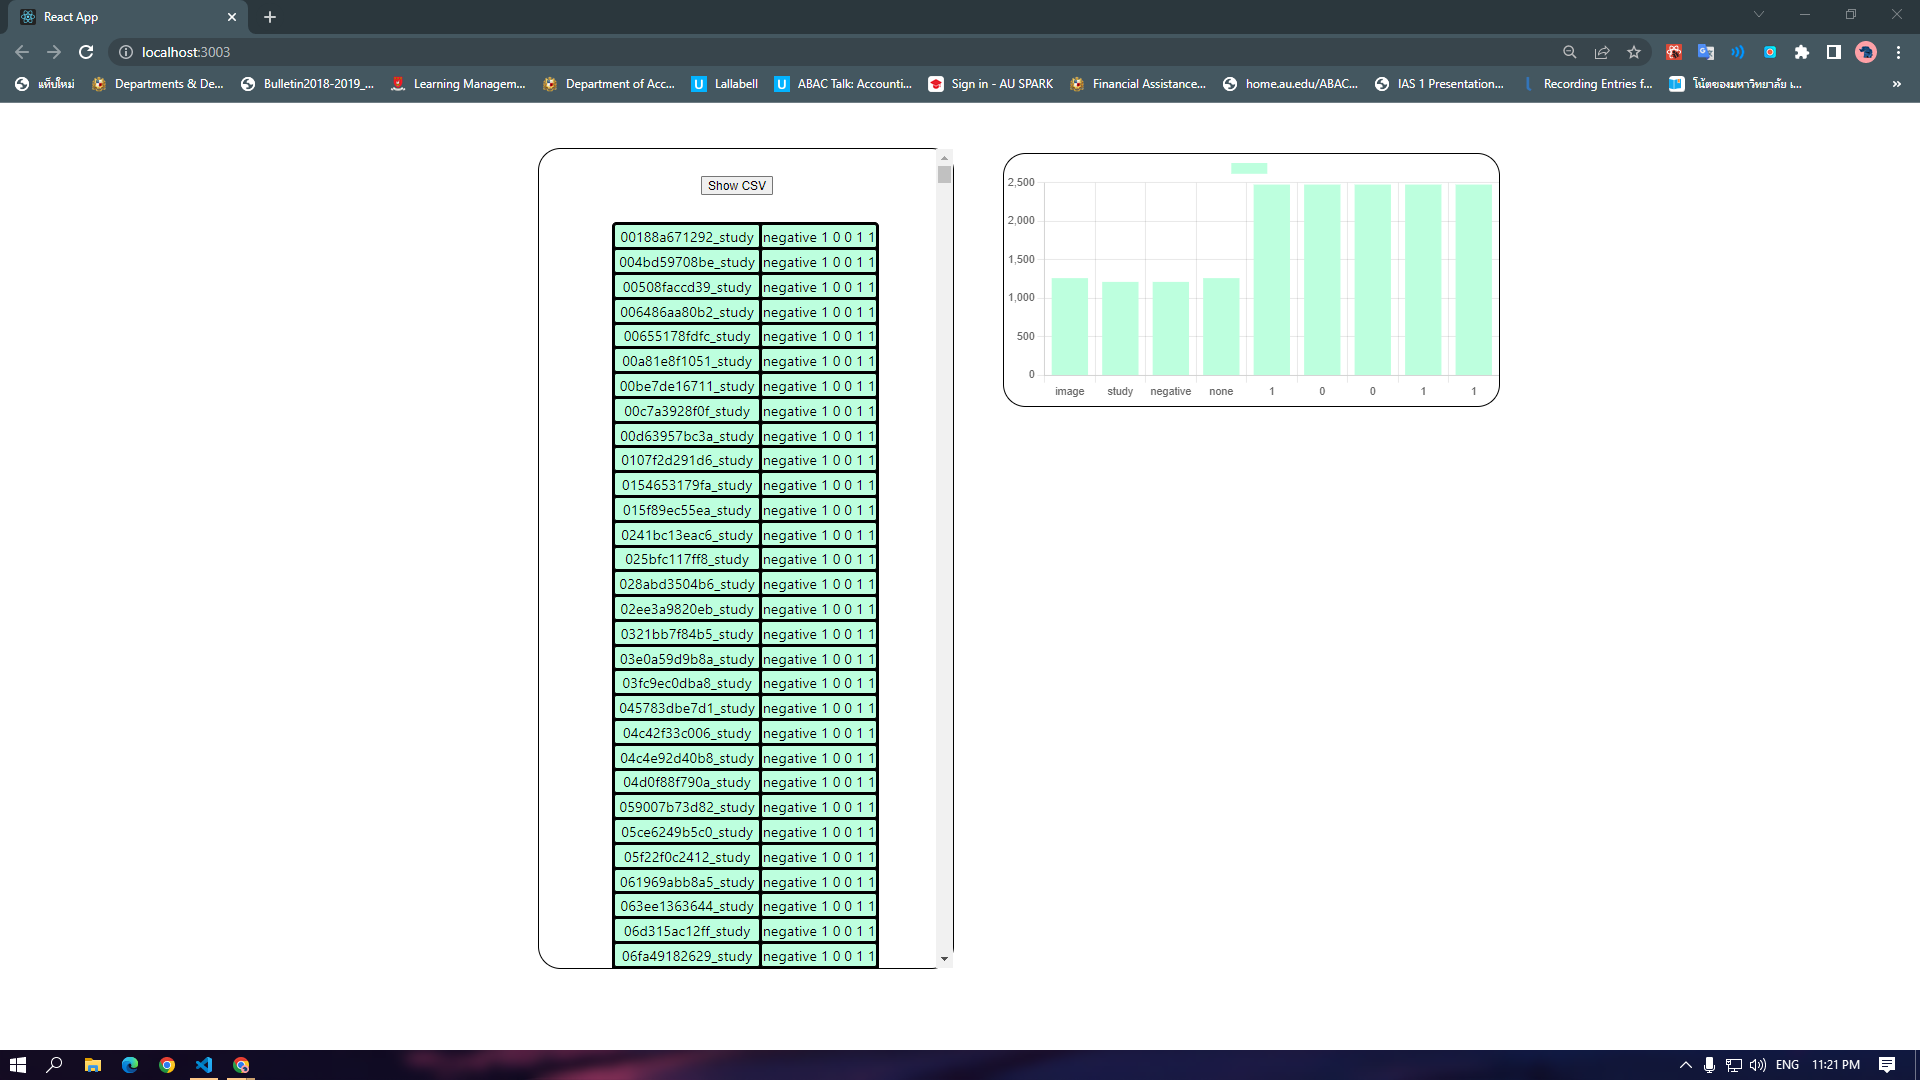 React App
localhost:3003
แท็บใหม่
Departments & De...
Bulletin2018-2019_...
Learning Managem...
Department of Acc...
Lallabell
ABAC Talk: Accounti...
Sign in - AU SPARK
Financial Assistance...
home.au.edu/ABAC...
IAS 1 Presentation...
Recording Entries f...
โน้ตของมหาวิทยาลัย เ...
Show CSV
00188a671292_study negative 1 0 0 1 1
004bd59708be_study negative 1 0 0 1 1
00508faccd39_study negative 1 0 0 1 1
006486aa80b2_study negative 1 0 0 1 1
00655178fdfc_study negative 1 0 0 1 1
00a81e8f1051_study negative 1 0 0 1 1
00be7de16711_study negative 1 0 0 1 1
00c7a3928f0f_study negative 1 0 0 1 1
00d63957bc3a_study negative 1 0 0 1 1
0107f2d291d6_study negative 1 0 0 1 1
0154653179fa_study negative 1 0 0 1 1
015f89ec55ea_study negative 1 0 0 1 1
0241bc13eac6_study negative 1 0 0 1 1
025bfc117ff8_study negative 1 0 0 1 1
028abd3504b6_study negative 1 0 0 1 1
02ee3a9820eb_study negative 1 0 0 1 1
0321bb7f84b5_study negative 1 0 0 1 1
03e0a59d9b8a_study negative 1 0 0 1 1
03fc9ec0dba8_study negative 1 0 0 1 1
045783dbe7d1_study negative 1 0 0 1 1
04c42f33c006_study negative 1 0 0 1 1
04c4e92d40b8_study negative 1 0 0 1 1
04d0f88f790a_study negative 1 0 0 1 1
059007b73d82_study negative 1 0 0 1 1
05ce6249b5c0_study negative 1 0 0 1 1
05f22f0c2412_study negative 1 0 0 1 1
061969abb8a5_study negative 1 0 0 1 1
063ee1363644_study negative 1 0 0 1 1
06d315ac12ff_study negative 1 0 0 1 1
06fa49182629_study negative 1 0 0 1 1
2,500
2,000
1,500
1,000
500
0
image study negative none 1 0 0 1 1
ENG
11:21 PM